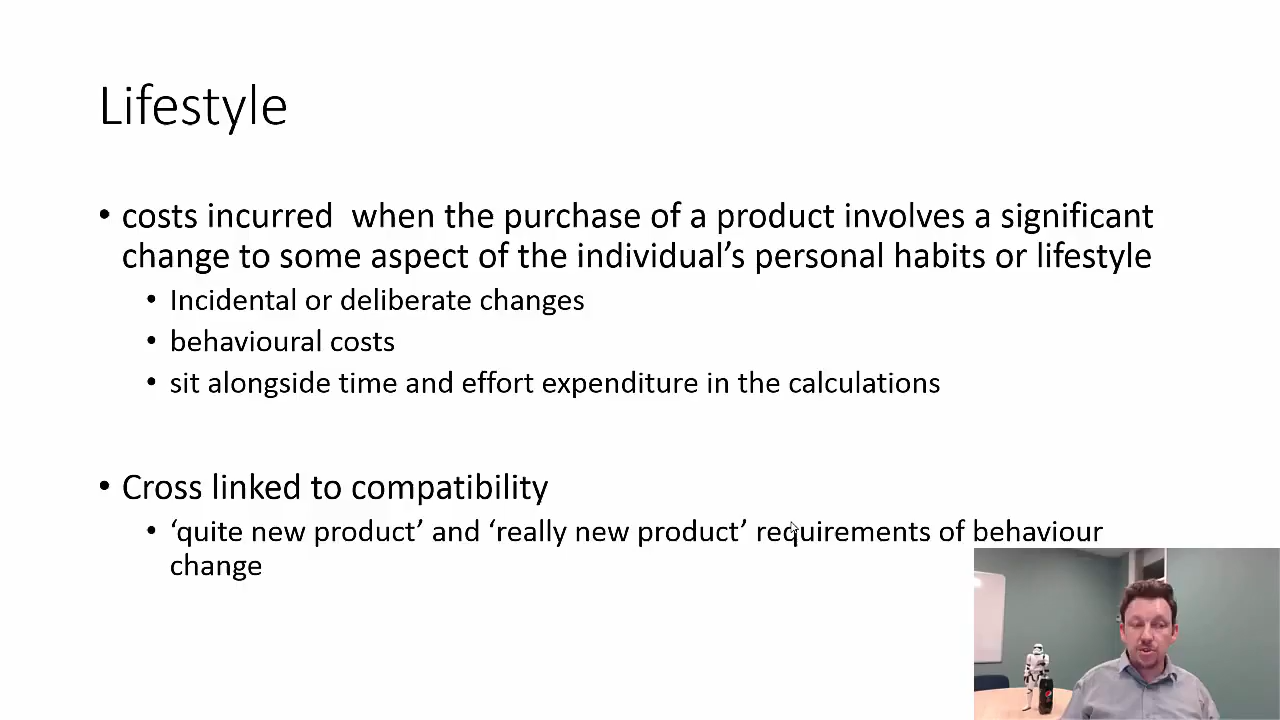 Lifestyle
• costs incurred  when the purchase of a product involves a significant
change to some aspect of the individual’s personal habits or lifestyle
• Incidental or deliberate changes
• behavioural costs
• sit alongside time and effort expenditure in the calculations
• Cross linked to compatibility
• ‘quite new product’ and ‘really new product’ requirements of behaviour
change